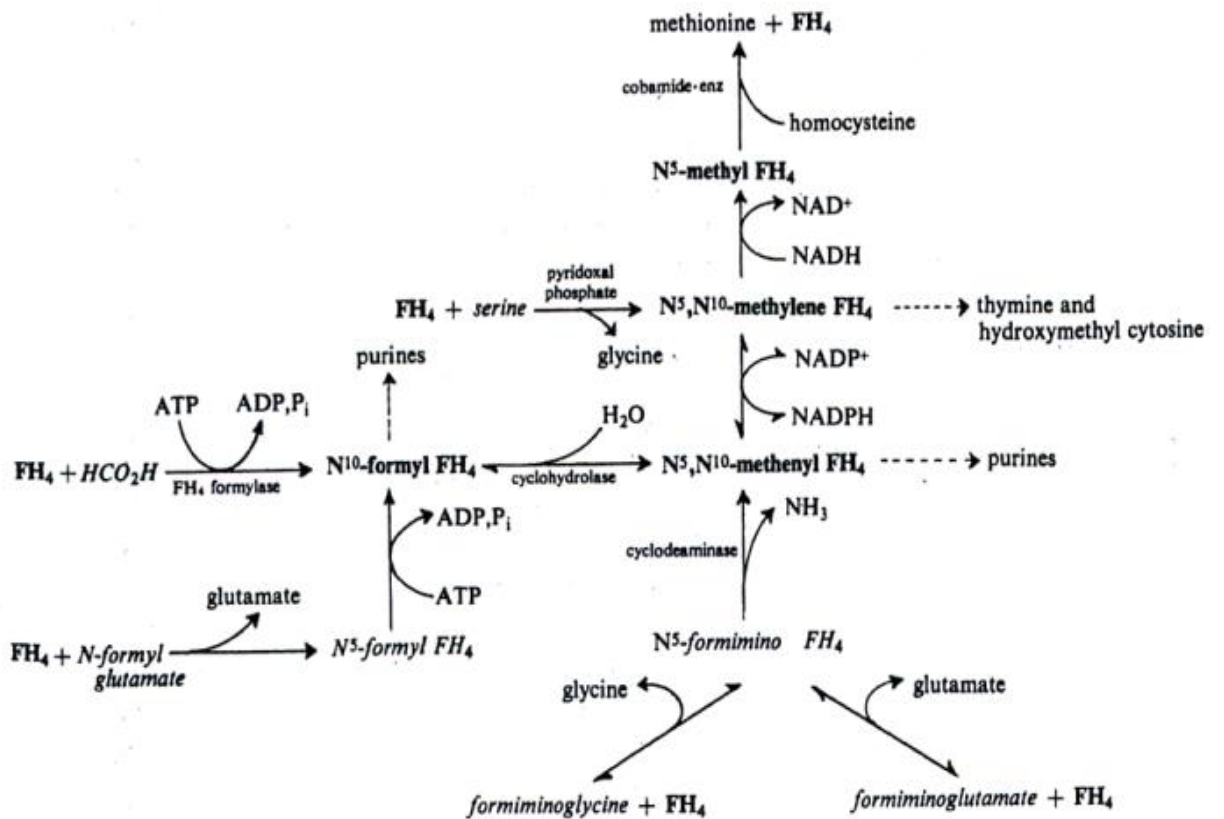 methionine + FH₄
cobamide·enz
homocysteine
N⁵-methyl FH₄
NAD⁺
NADH
pyridoxal
phosphate
FH₄ + serine
N⁵,N¹⁰-methylene FH₄
thymine and
hydroxymethyl cytosine
glycine
purines
NADP⁺
NADPH
ATP
ADP,Pᵢ
H₂O
FH₄ + HCO₂H
FH₄ formylase
N¹⁰-formyl FH₄
cyclohydrolase
N⁵,N¹⁰-methenyl FH₄
purines
ADP,Pᵢ
NH₃
cyclodeaminase
ATP
glutamate
FH₄ + N-formyl
glutamate
N⁵-formyl FH₄
N⁵-formimino FH₄
glycine
glutamate
formiminoglycine + FH₄
formiminoglutamate + FH₄